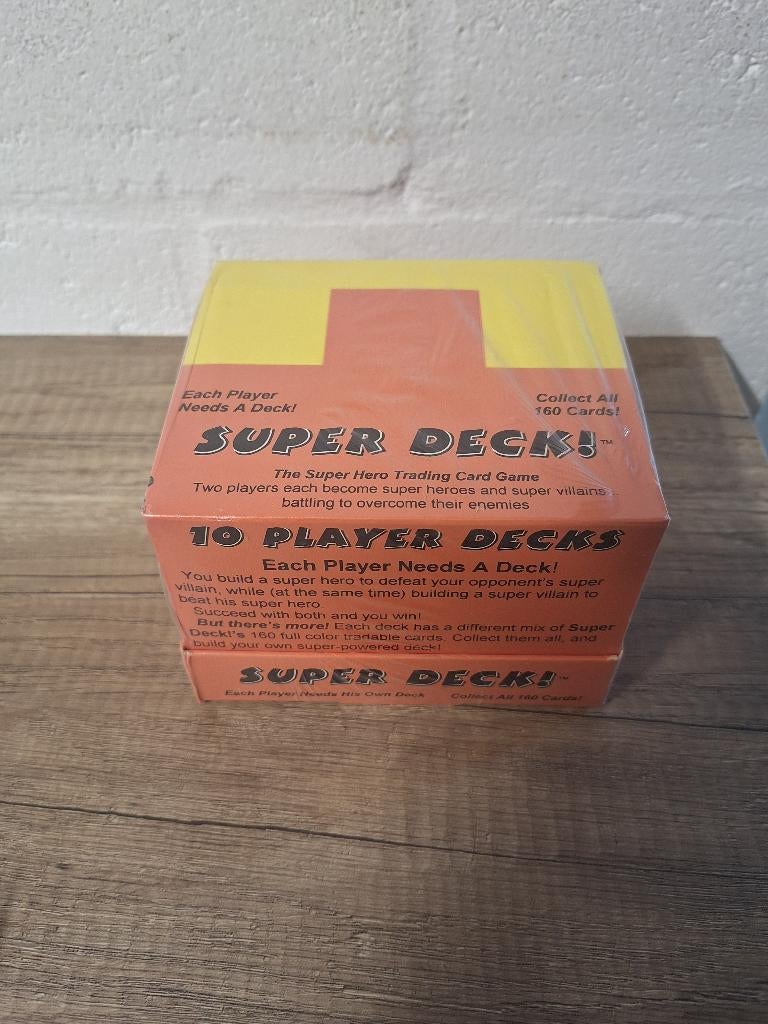 Each Player
Needs A Deck!
Collect All
160 Cards!
SUPER DECK!™
The Super Hero Trading Card Game
Two players each become super heroes and super villains...
battling to overcome their enemies
10 PLAYER DECKS
Each Player Needs A Deck!
You build a super hero to defeat your opponent's super
villain, while (at the same time) building a super villain to
beat his super hero.
Succeed with both and you win!
But there's more! Each deck has a different mix of Super
Deck!'s 160 full color tradable cards. Collect them all, and
build your own super-powered deck!
SUPER DECK!™
Each Player Needs His Own Deck Collect All 160 Cards!